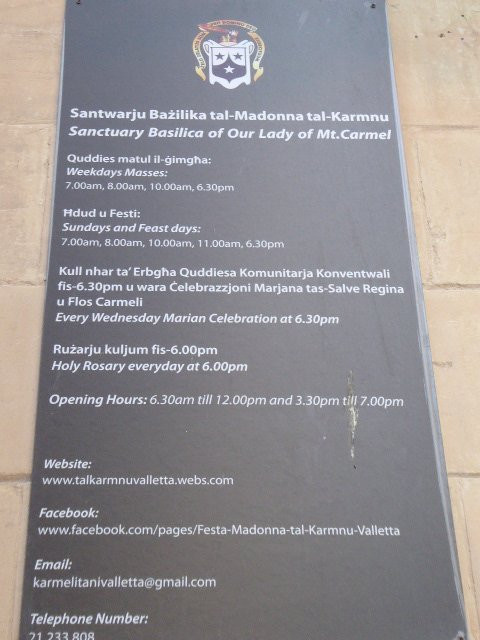 Santwarju Bażilika tal-Madonna tal-Karmnu
Sanctuary Basilica of Our Lady of Mt.Carmel
Quddies matul il-ġimgħa:
Weekdays Masses:
7.00am, 8.00am, 10.00am, 6.30pm
Ħdud u Festi:
Sundays and Feast days:
7.00am, 8.00am, 10.00am, 11.00am, 6.30pm
Kull nhar ta' Erbgħa Quddiesa Komunitarja Konventwali
fis-6.30pm u wara Ċelebrazzjoni Marjana tas-Salve Regina
u Flos Carmeli
Every Wednesday Marian Celebration at 6.30pm
Rużarju kuljum fis-6.00pm
Holy Rosary everyday at 6.00pm
Opening Hours: 6.30am till 12.00pm and 3.30pm till 7.00pm
Website:
www.talkarmnuvalletta.webs.com
Facebook:
www.facebook.com/pages/Festa-Madonna-tal-Karmnu-Valletta
Email:
karmelitanivalletta@gmail.com
Telephone Number:
21 233 808